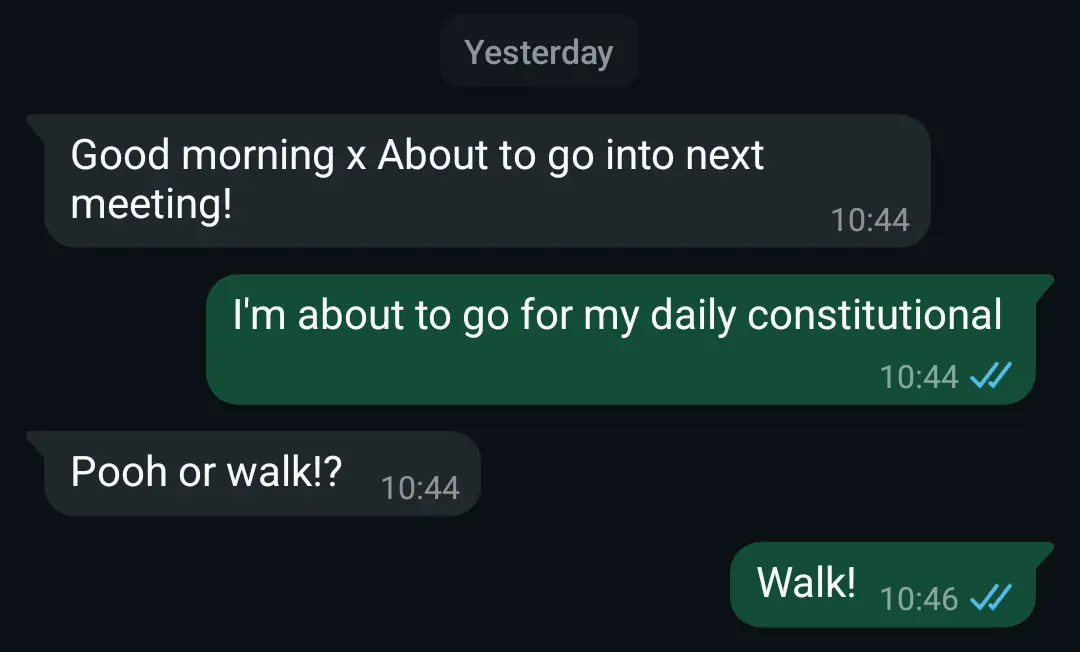 Yesterday
Good morning x About to go into next
meeting!
10:44
I'm about to go for my daily constitutional
10:44
Pooh or walk!? 10:44
Walk! 10:46